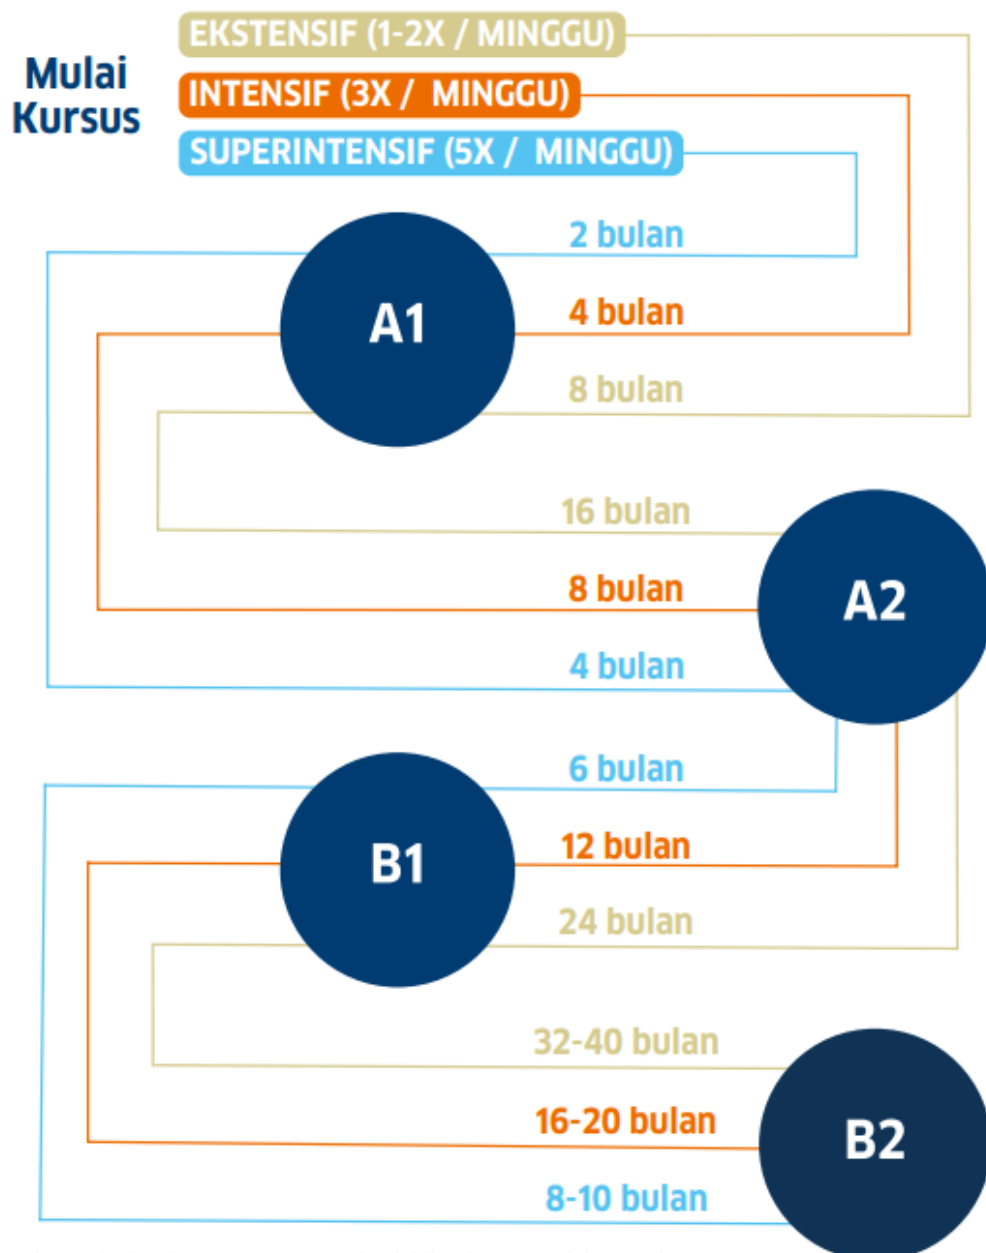 Mulai
Kursus
EKSTENSIF (1-2X / MINGGU)
INTENSIF (3X / MINGGU)
SUPERINTENSIF (5X / MINGGU)
2 bulan
A1
4 bulan
8 bulan
16 bulan
8 bulan
A2
4 bulan
6 bulan
B1
12 bulan
24 bulan
32-40 bulan
16-20 bulan
B2
8-10 bulan